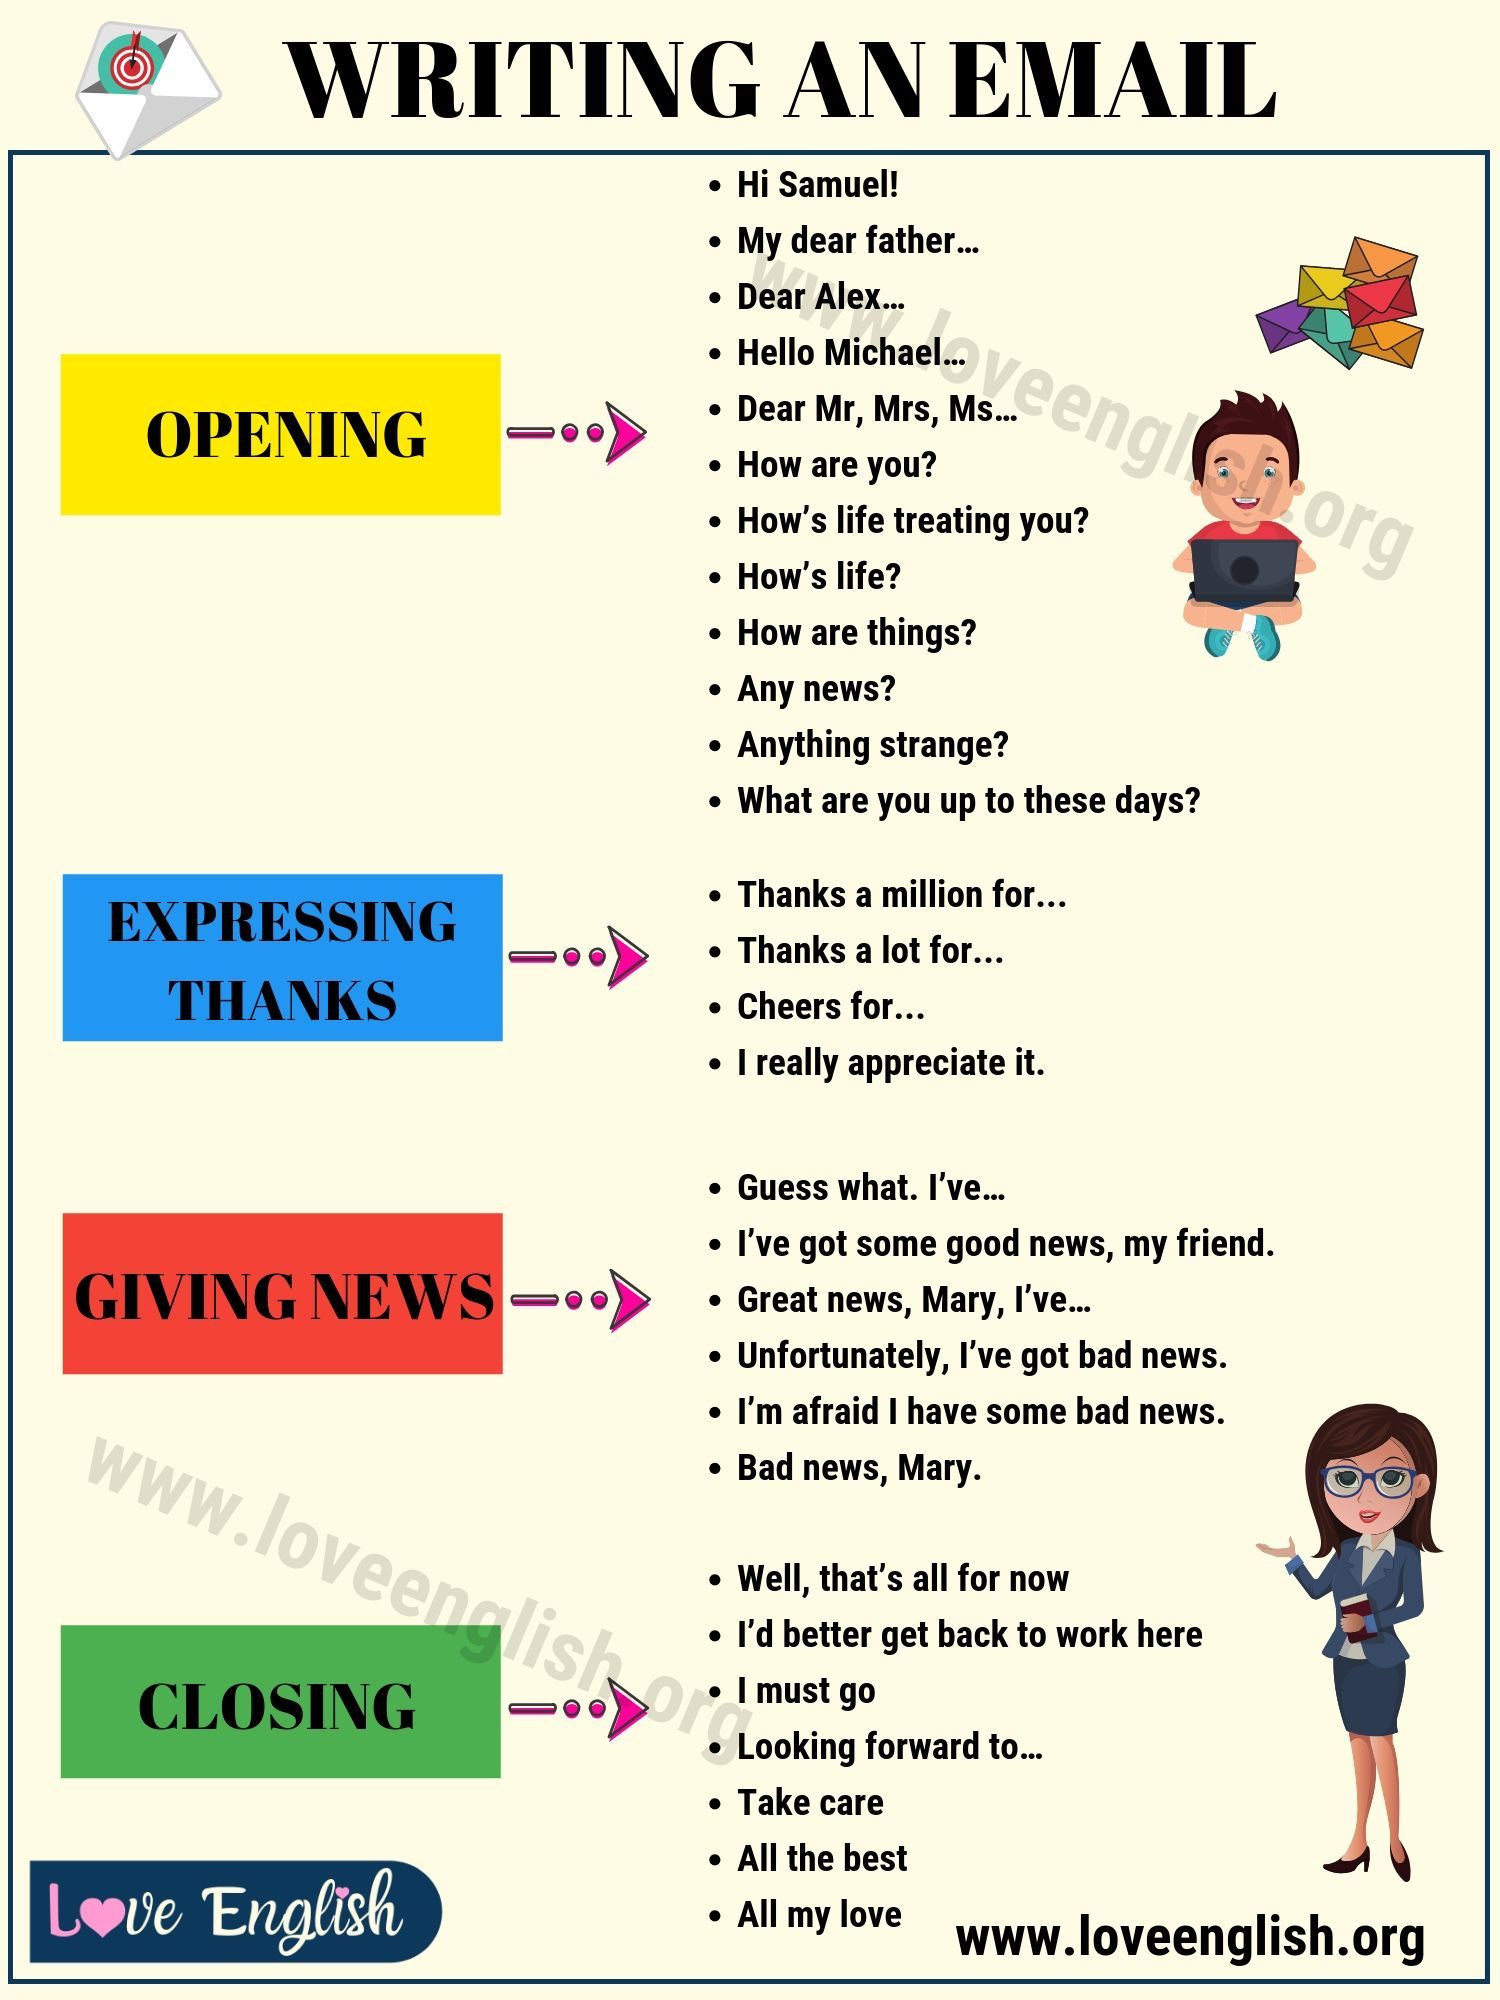 WRITING AN EMAIL
OPENING
• Hi Samuel!
• My dear father…
• Dear Alex…
• Hello Michael…
• Dear Mr, Mrs, Ms…
• How are you?
• How’s life treating you?
• How’s life?
• How are things?
• Any news?
• Anything strange?
• What are you up to these days?
www.loveenglish.org
EXPRESSING
THANKS
• Thanks a million for...
• Thanks a lot for...
• Cheers for...
• I really appreciate it.
GIVING NEWS
• Guess what. I’ve…
• I’ve got some good news, my friend.
• Great news, Mary, I’ve…
• Unfortunately, I’ve got bad news.
• I’m afraid I have some bad news.
• Bad news, Mary.
www.loveenglish.org
CLOSING
• Well, that’s all for now
• I’d better get back to work here
• I must go
• Looking forward to…
• Take care
• All the best
• All my love
Love English
www.loveenglish.org